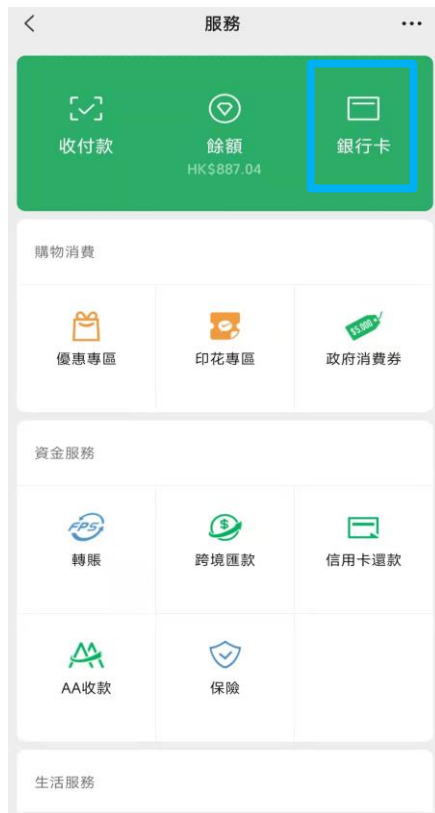 服務
收付款
餘額
銀行卡
HK$887.04
購物消費
$5,000+
優惠專區
印花專區
政府消費券
資金服務
FPS
$
轉賬
跨境匯款
信用卡還款
AA收款
保險
生活服務